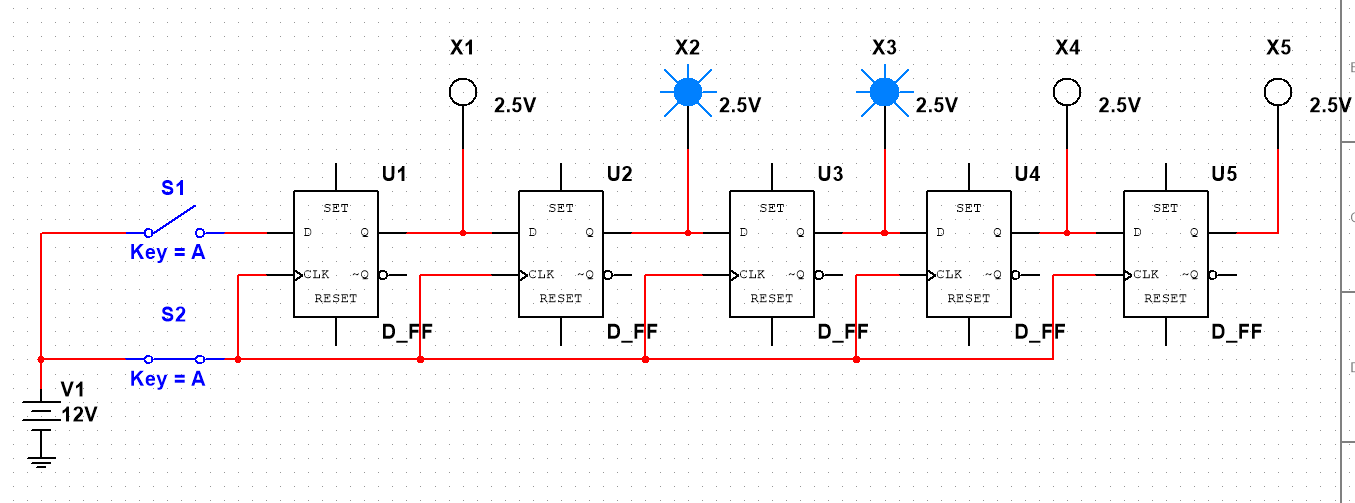 X1
X2
X3
X4
X5
2.5V
2.5V
2.5V
2.5V
2.5V
U1
U2
U3
U4
U5
S1
Key = A
SET
D Q
CLK ~Q
RESET
D_FF
SET
D Q
CLK ~Q
RESET
D_FF
SET
D Q
CLK ~Q
RESET
D_FF
SET
D Q
CLK ~Q
RESET
D_FF
SET
D Q
CLK ~Q
RESET
D_FF
S2
Key = A
V1
12V